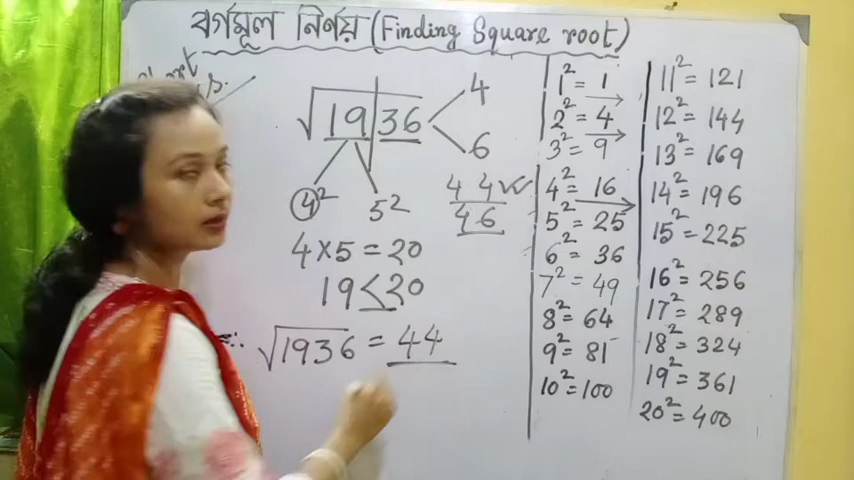 বর্গমূল নির্ণয় (Finding Square root)
√19|36 4
6
4² 5²
4 4 ✓
4 6
4 × 5 = 20
19 < 20
∴ √1936 = 44
1² = 1
2² = 4
3² = 9
4² = 16
5² = 25
6² = 36
7² = 49
8² = 64
9² = 81
10² = 100
11² = 121
12² = 144
13² = 169
14² = 196
15² = 225
16² = 256
17² = 289
18² = 324
19² = 361
20² = 400